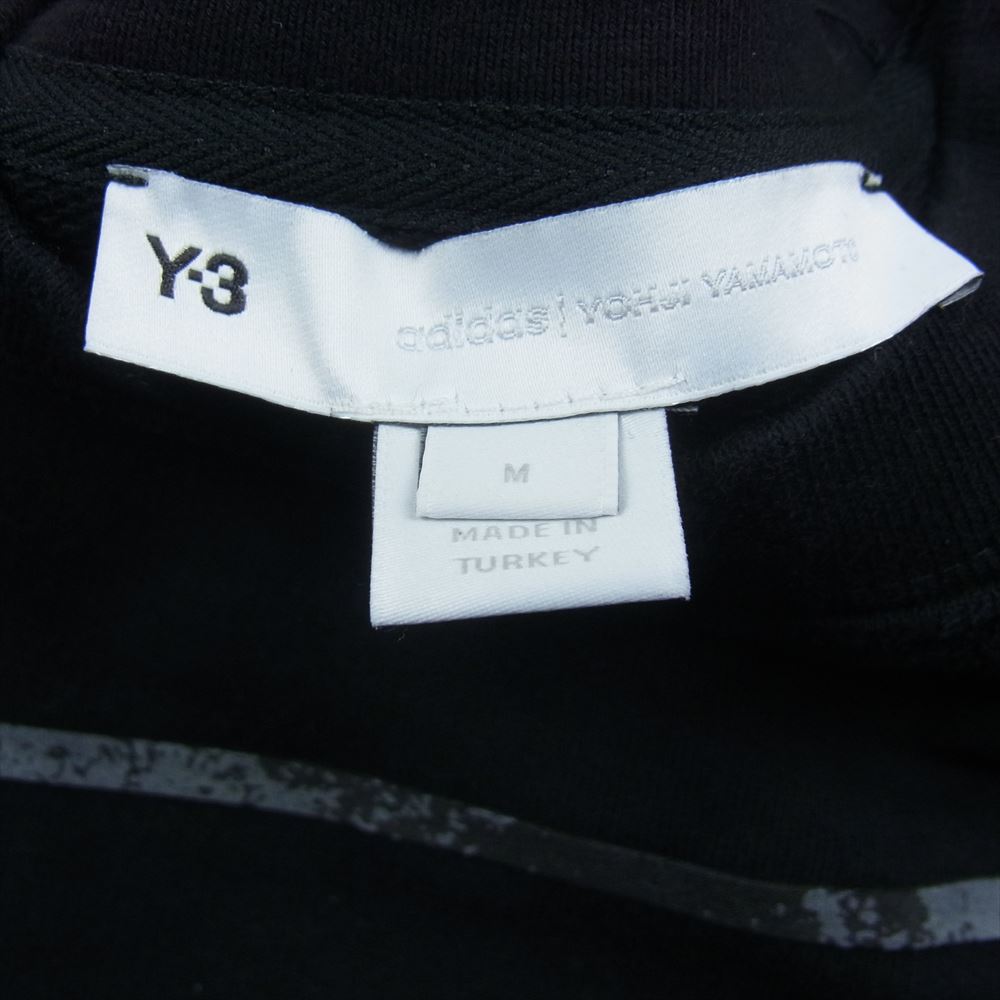 Y-3
adidas | YOHJI YAMAMOTO
M
MADE IN
TURKEY